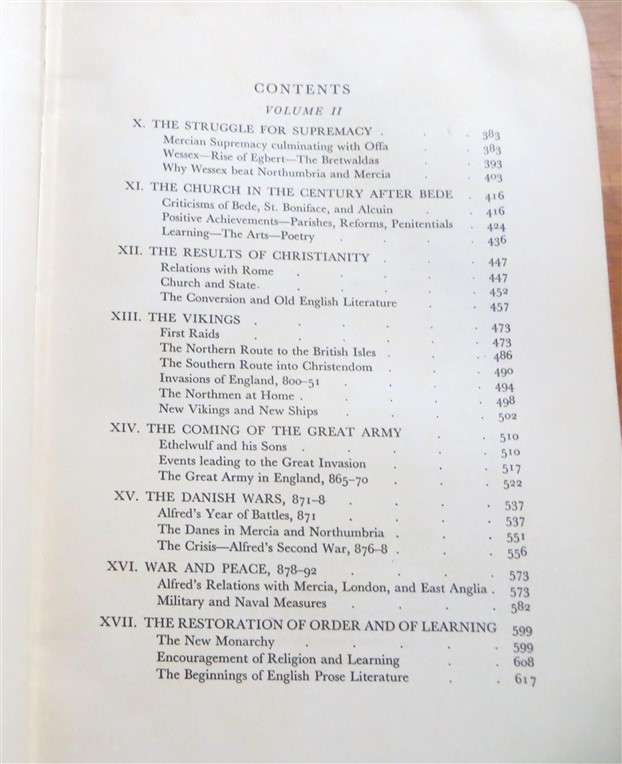 CONTENTS
VOLUME II
X. THE STRUGGLE FOR SUPREMACY . . . 383
Mercian Supremacy culminating with Offa . . 383
Wessex—Rise of Egbert—The Bretwaldas . . 393
Why Wessex beat Northumbria and Mercia . . 403
XI. THE CHURCH IN THE CENTURY AFTER BEDE . 416
Criticisms of Bede, St. Boniface, and Alcuin . . 416
Positive Achievements—Parishes, Reforms, Penitentials . 424
Learning—The Arts—Poetry . . . . 436
XII. THE RESULTS OF CHRISTIANITY . . . 447
Relations with Rome . . . . . 447
Church and State . . . . . 452
The Conversion and Old English Literature . . 457
XIII. THE VIKINGS . . . . . . 473
First Raids . . . . . . 473
The Northern Route to the British Isles . . . 486
The Southern Route into Christendom . . . 490
Invasions of England, 800–51 . . . . 494
The Northmen at Home . . . . . 498
New Vikings and New Ships . . . . 502
XIV. THE COMING OF THE GREAT ARMY . . 510
Ethelwulf and his Sons . . . . . 510
Events leading to the Great Invasion . . . 517
The Great Army in England, 865–70 . . . 522
XV. THE DANISH WARS, 871–8 . . . . 537
Alfred's Year of Battles, 871 . . . . 537
The Danes in Mercia and Northumbria . . . 551
The Crisis—Alfred's Second War, 876–8 . . . 556
XVI. WAR AND PEACE, 878–92 . . . . 573
Alfred's Relations with Mercia, London, and East Anglia . 573
Military and Naval Measures . . . . 582
XVII. THE RESTORATION OF ORDER AND OF LEARNING 599
The New Monarchy . . . . . 599
Encouragement of Religion and Learning . . 608
The Beginnings of English Prose Literature . . 617